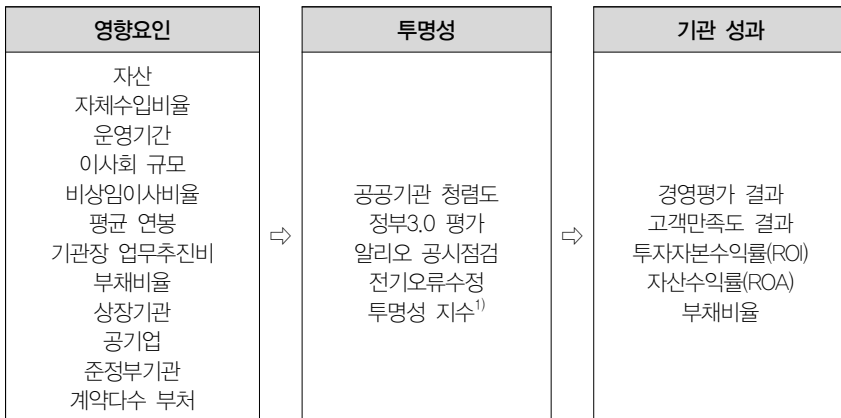 영향요인
자산
자체수입비율
운영기간
이사회 규모
비상임이사비율
평균 연봉
기관장 업무추진비
부채비율
상장기관
공기업
준정부기관
계약다수 부처
⇨
투명성
공공기관 청렴도
정부3.0 평가
알리오 공시점검
전기오류수정
투명성 지수1)
⇨
기관 성과
경영평가 결과
고객만족도 결과
투자자본수익률(ROI)
자산수익률(ROA)
부채비율